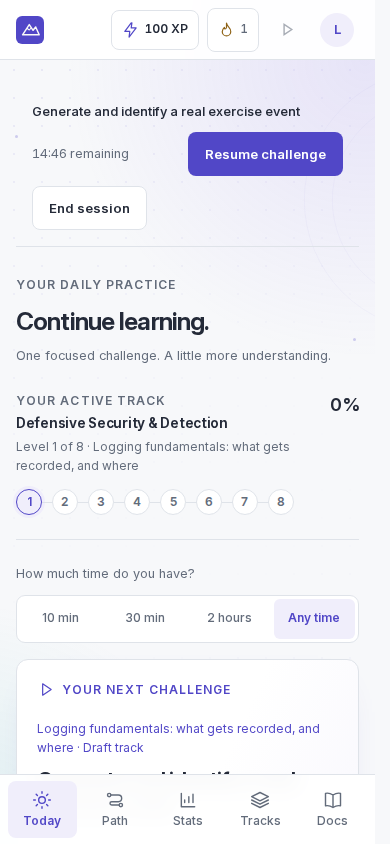 100 XP
1
L
Generate and identify a real exercise event
14:46 remaining
Resume challenge
End session
YOUR DAILY PRACTICE
Continue learning.
One focused challenge. A little more understanding.
YOUR ACTIVE TRACK
0%
Defensive Security & Detection
Level 1 of 8 · Logging fundamentals: what gets
recorded, and where
1 2 3 4 5 6 7 8
How much time do you have?
10 min 30 min 2 hours Any time
YOUR NEXT CHALLENGE
Logging fundamentals: what gets recorded, and
where · Draft track
Today Path Stats Tracks Docs